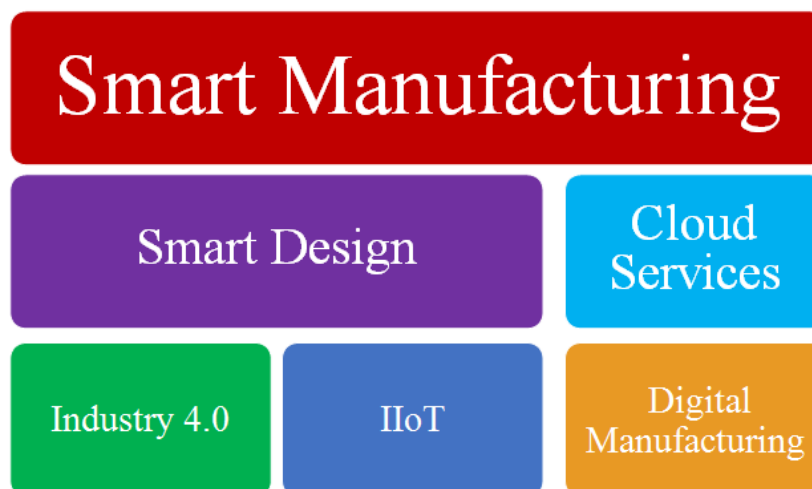 Smart Manufacturing
Smart Design
Cloud
Services
Industry 4.0
IIoT
Digital
Manufacturing